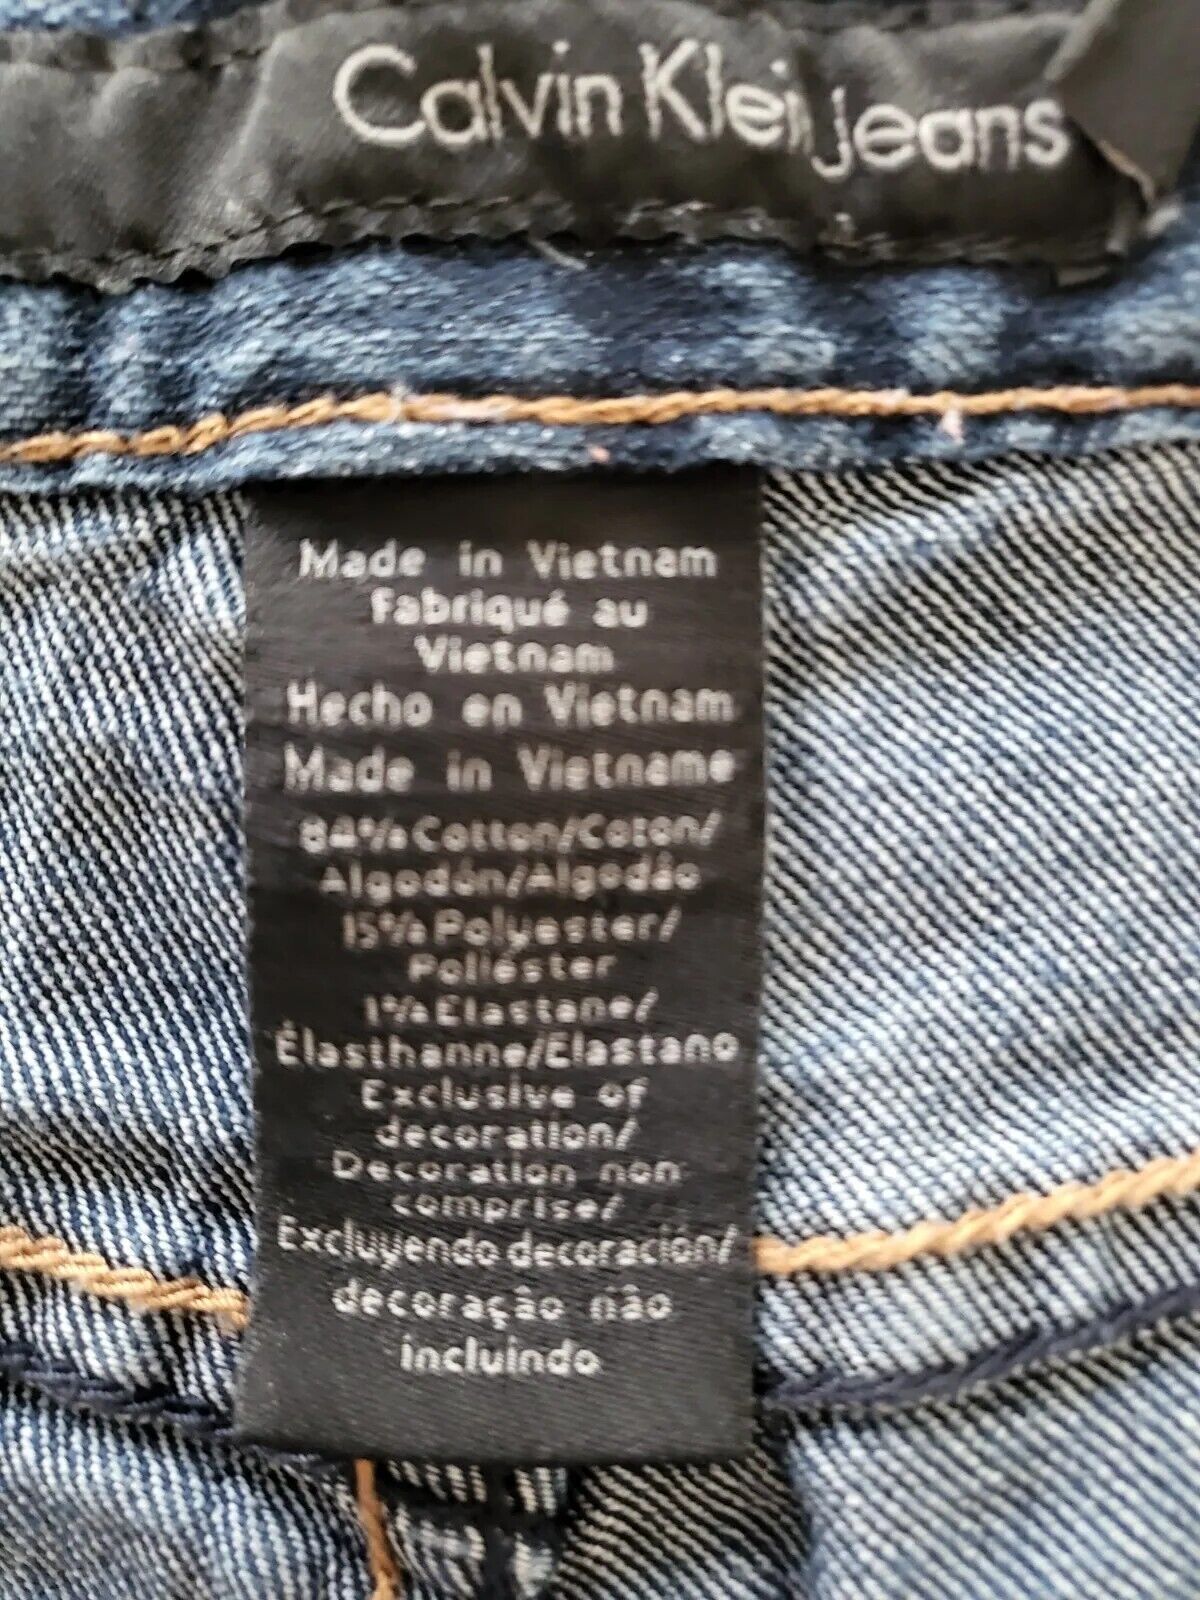 Calvin Klein Jeans
Made in Vietnam
Fabriqué au
Vietnam
Hecho en Vietnam
Made in Vietname
84% Cotton/Coton/
Algodón/Algodão
15% Polyester/
Poliéster
1% Elastane/
Élasthanne/Elastano
Exclusive of
decoration/
Decoration non
comprise/
Excluyendo decoración/
decoração não
incluindo